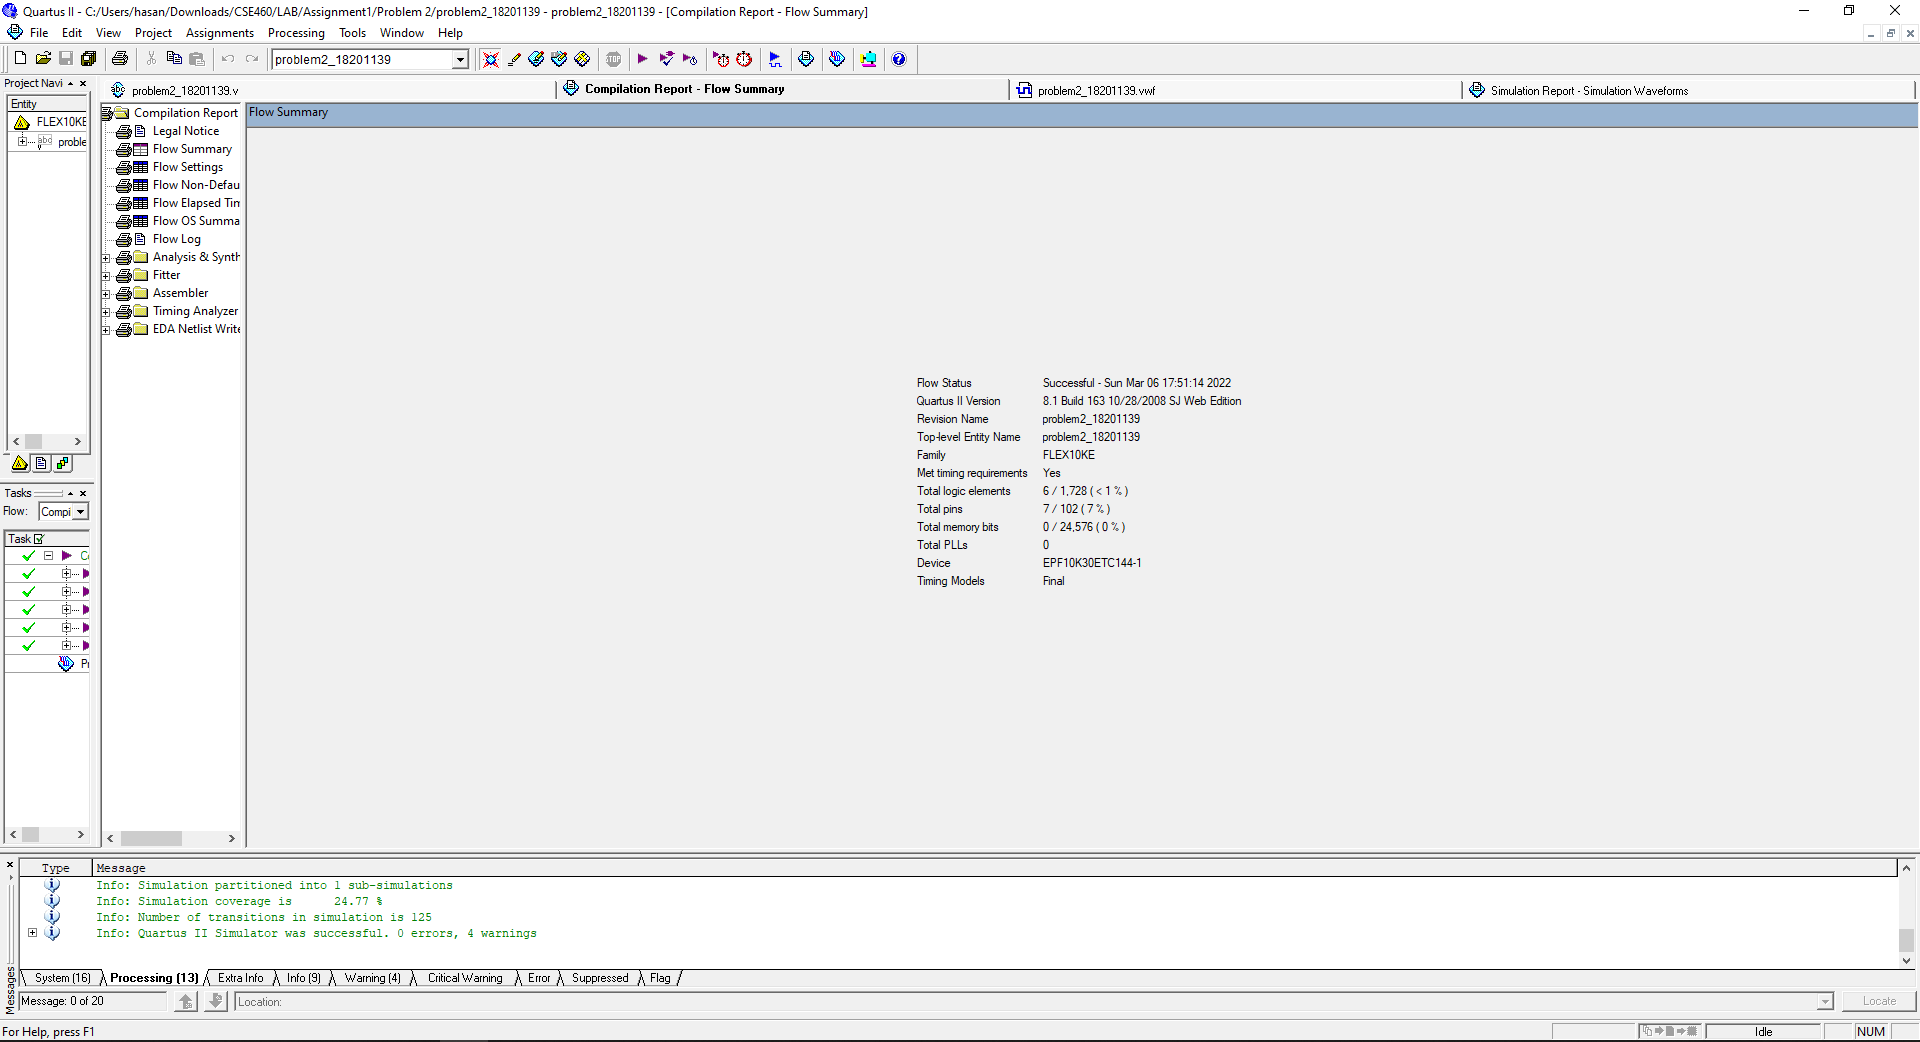 Quartus II - C:/Users/hasan/Downloads/CSE460/LAB/Assignment1/Problem 2/problem2_18201139 - problem2_18201139 - [Compilation Report - Flow Summary]
File Edit View Project Assignments Processing Tools Window Help
problem2_18201139
Project Navi
Entity
FLEX10KE
proble
problem2_18201139.v
Compilation Report - Flow Summary
problem2_18201139.vwf
Simulation Report - Simulation Waveforms
Compilation Report
Legal Notice
Flow Summary
Flow Settings
Flow Non-Defau
Flow Elapsed Tim
Flow OS Summa
Flow Log
Analysis & Synth
Fitter
Assembler
Timing Analyzer
EDA Netlist Write
Flow Summary
Flow Status Successful - Sun Mar 06 17:51:14 2022
Quartus II Version 8.1 Build 163 10/28/2008 SJ Web Edition
Revision Name problem2_18201139
Top-level Entity Name problem2_18201139
Family FLEX10KE
Met timing requirements Yes
Total logic elements 6 / 1,728 ( < 1 % )
Total pins 7 / 102 ( 7 % )
Total memory bits 0 / 24,576 ( 0 % )
Total PLLs 0
Device EPF10K30ETC144-1
Timing Models Final
Tasks
Flow: Compi
Task
Type Message
Info: Simulation partitioned into 1 sub-simulations
Info: Simulation coverage is 24.77 %
Info: Number of transitions in simulation is 125
Info: Quartus II Simulator was successful. 0 errors, 4 warnings
System (16) Processing (13) Extra Info Info (9) Warning (4) Critical Warning Error Suppressed Flag
Messages
Message: 0 of 20 Location: Locate
For Help, press F1 Idle NUM